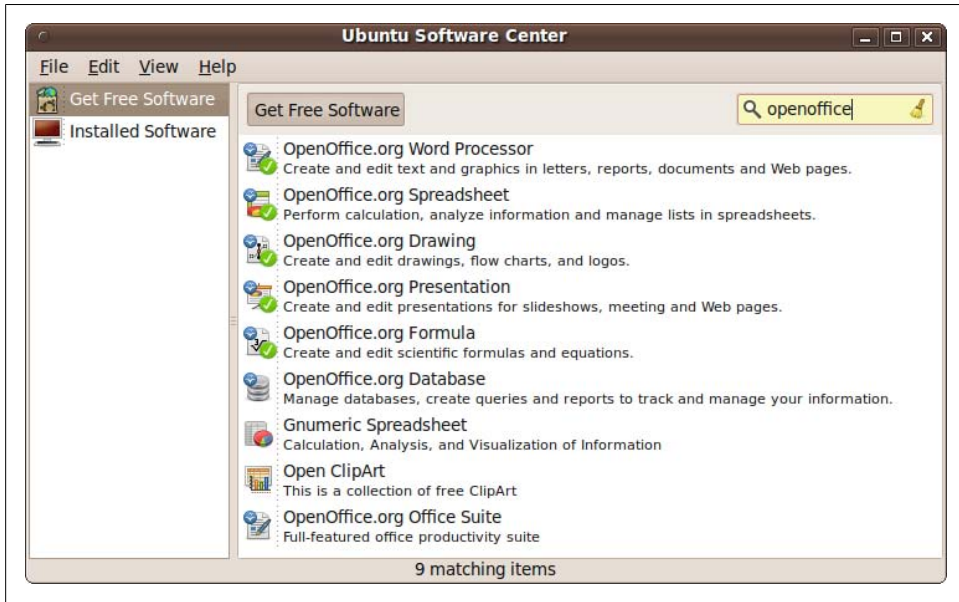 Ubuntu Software Center
File Edit View Help
Get Free Software
Installed Software
Get Free Software
openoffice
OpenOffice.org Word Processor
Create and edit text and graphics in letters, reports, documents and Web pages.
OpenOffice.org Spreadsheet
Perform calculation, analyze information and manage lists in spreadsheets.
OpenOffice.org Drawing
Create and edit drawings, flow charts, and logos.
OpenOffice.org Presentation
Create and edit presentations for slideshows, meeting and Web pages.
OpenOffice.org Formula
Create and edit scientific formulas and equations.
OpenOffice.org Database
Manage databases, create queries and reports to track and manage your information.
Gnumeric Spreadsheet
Calculation, Analysis, and Visualization of Information
Open ClipArt
This is a collection of free ClipArt
OpenOffice.org Office Suite
Full-featured office productivity suite
9 matching items